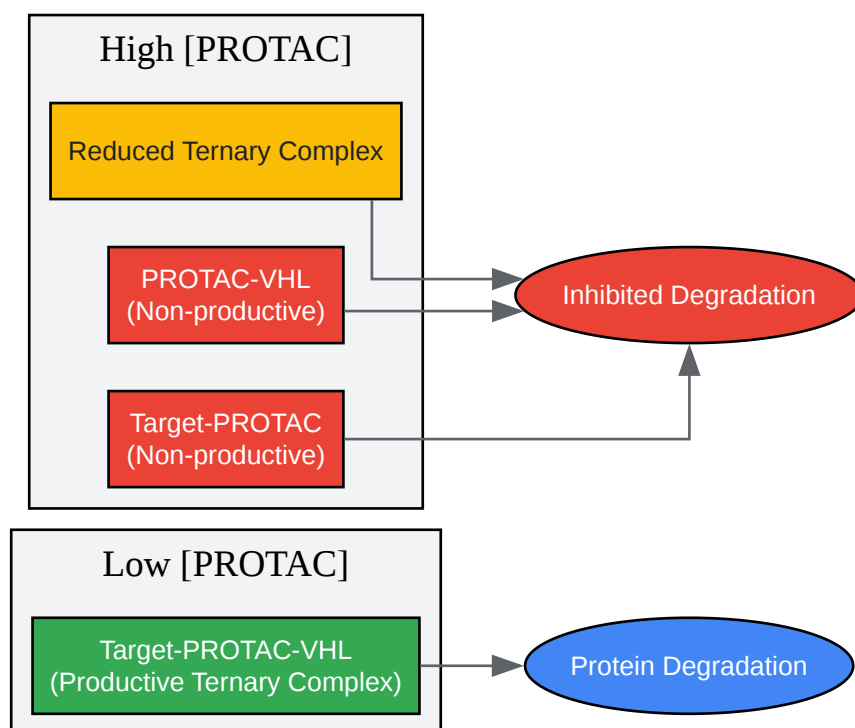 High [PROTAC]
Reduced Ternary Complex
PROTAC-VHL
(Non-productive)
Inhibited Degradation
Target-PROTAC
(Non-productive)
Low [PROTAC]
Target-PROTAC-VHL
(Productive Ternary Complex)
Protein Degradation